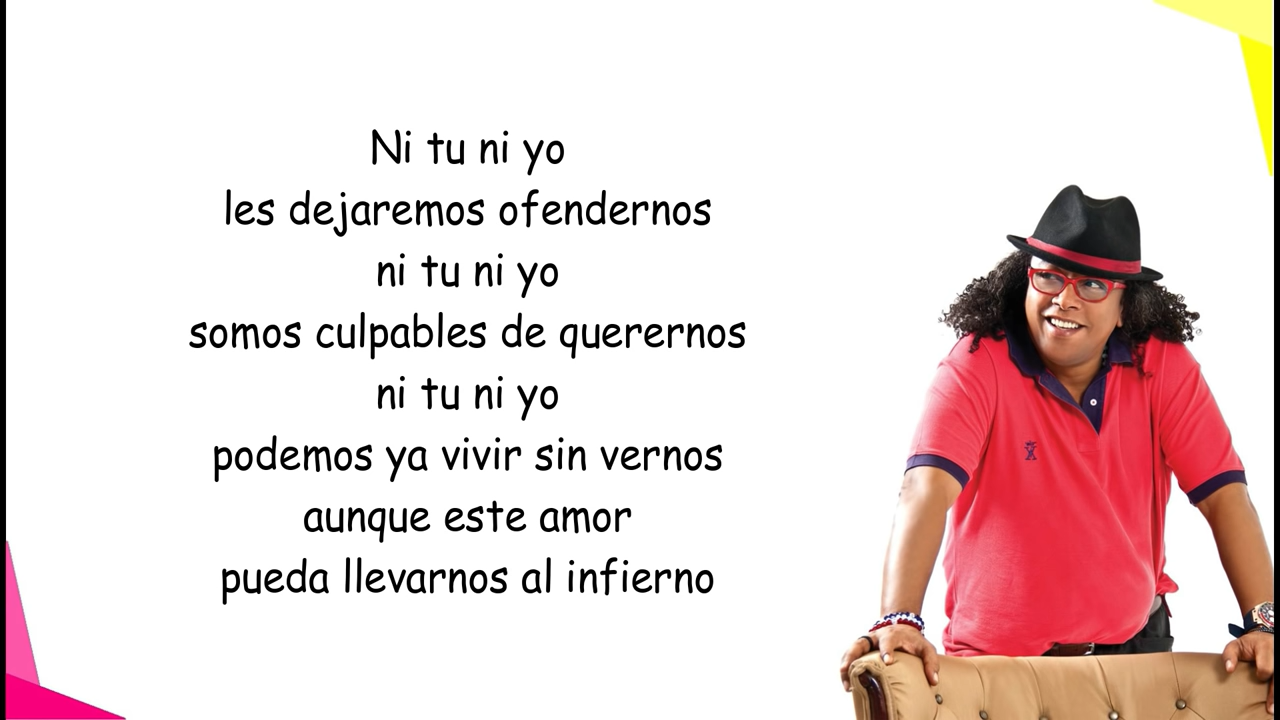 Ni tu ni yo
les dejaremos ofendernos
ni tu ni yo
somos culpables de querernos
ni tu ni yo
podemos ya vivir sin vernos
aunque este amor
pueda llevarnos al infierno